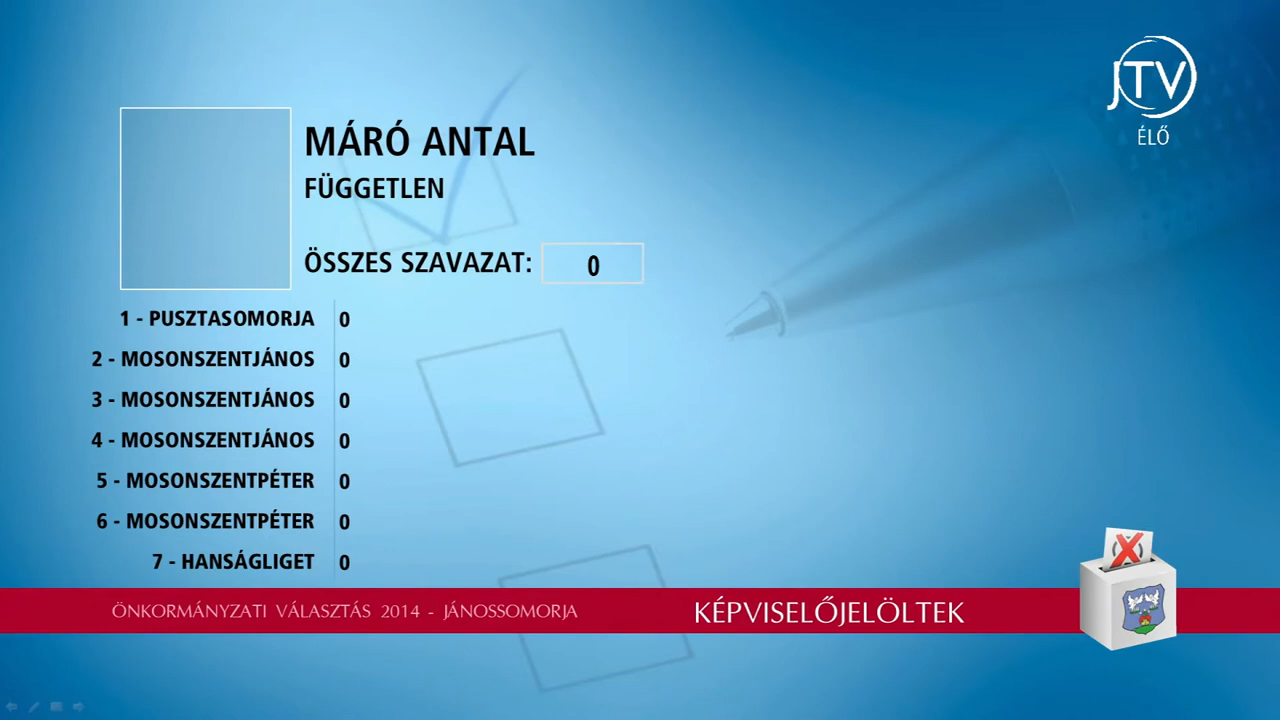 JTV
ÉLŐ
MÁRÓ ANTAL
FÜGGETLEN
ÖSSZES SZAVAZAT: 0
1 - PUSZTASOMORJA 0
2 - MOSONSZENTJÁNOS 0
3 - MOSONSZENTJÁNOS 0
4 - MOSONSZENTJÁNOS 0
5 - MOSONSZENTPÉTER 0
6 - MOSONSZENTPÉTER 0
7 - HANSÁGLIGET 0
ÖNKORMÁNYZATI VÁLASZTÁS 2014 - JÁNOSSOMORJA
KÉPVISELŐJELÖLTEK